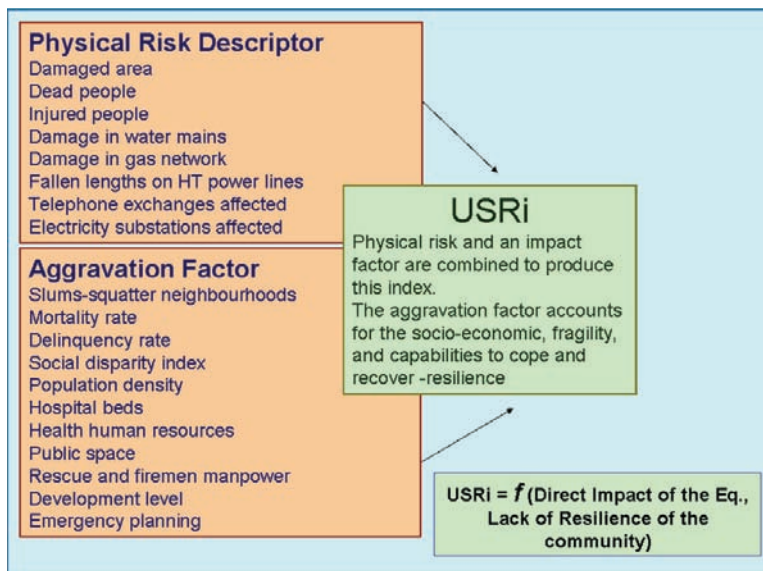 Physical Risk Descriptor
Damaged area
Dead people
Injured people
Damage in water mains
Damage in gas network
Fallen lengths on HT power lines
Telephone exchanges affected
Electricity substations affected
Aggravation Factor
Slums-squatter neighbourhoods
Mortality rate
Delinquency rate
Social disparity index
Population density
Hospital beds
Health human resources
Public space
Rescue and firemen manpower
Development level
Emergency planning
USRi
Physical risk and an impact
factor are combined to produce
this index.
The aggravation factor accounts
for the socio-economic, fragility,
and capabilities to cope and
recover -resilience
USRi = f (Direct Impact of the Eq.,
Lack of Resilience of the
community)